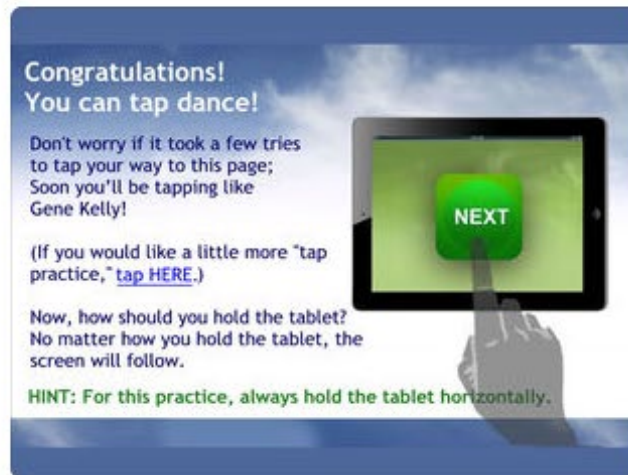 Congratulations!
You can tap dance!
Don't worry if it took a few tries
to tap your way to this page;
Soon you'll be tapping like
Gene Kelly!
NEXT
(If you would like a little more "tap
practice," tap HERE.)
Now, how should you hold the tablet?
No matter how you hold the tablet, the
screen will follow.
HINT: For this practice, always hold the tablet horizontally.